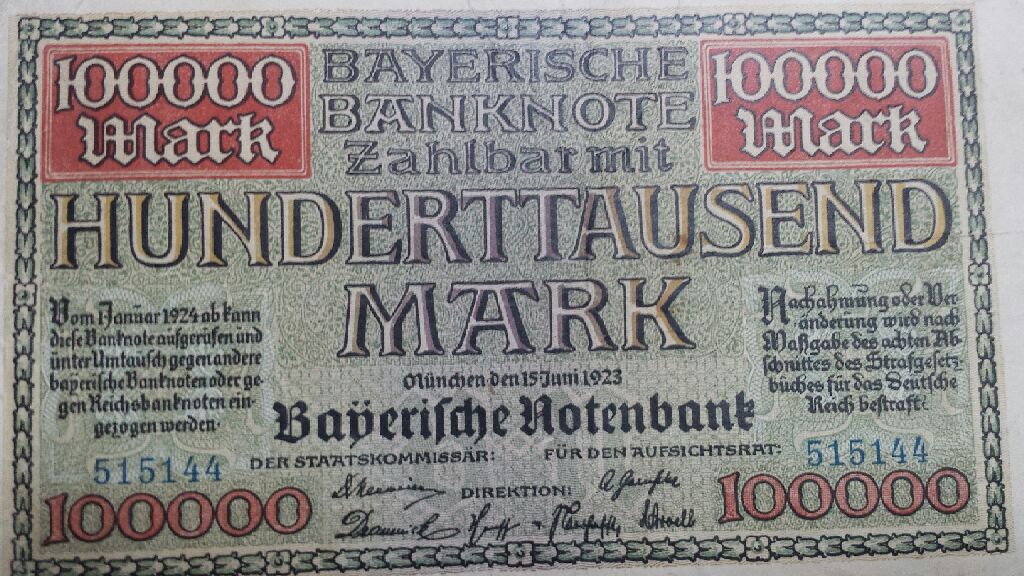 100000
Mark
BAYERISCHE
BANKNOTE
Zahlbar mit
100000
Mark
HUNDERTTAUSEND
MARK
Vom 1 Januar 1924 ab kann
diese Banknote aufgerufen und
unter Umtausch gegen andere
bayerische Banknoten oder ge-
gen Reichsbanknoten ein-
gezogen werden.
Nachahmung oder Ver-
änderung wird nach
Maßgabe des achten Ab-
schnittes des Strafgesetz-
buches für das Deutsche
Reich bestraft.
München den 15 Juni 1923
Bayerische Notenbank
DER STAATSKOMMISSÄR:
FÜR DEN AUFSICHTSRAT:
515144
515144
DIREKTION:
100000
100000